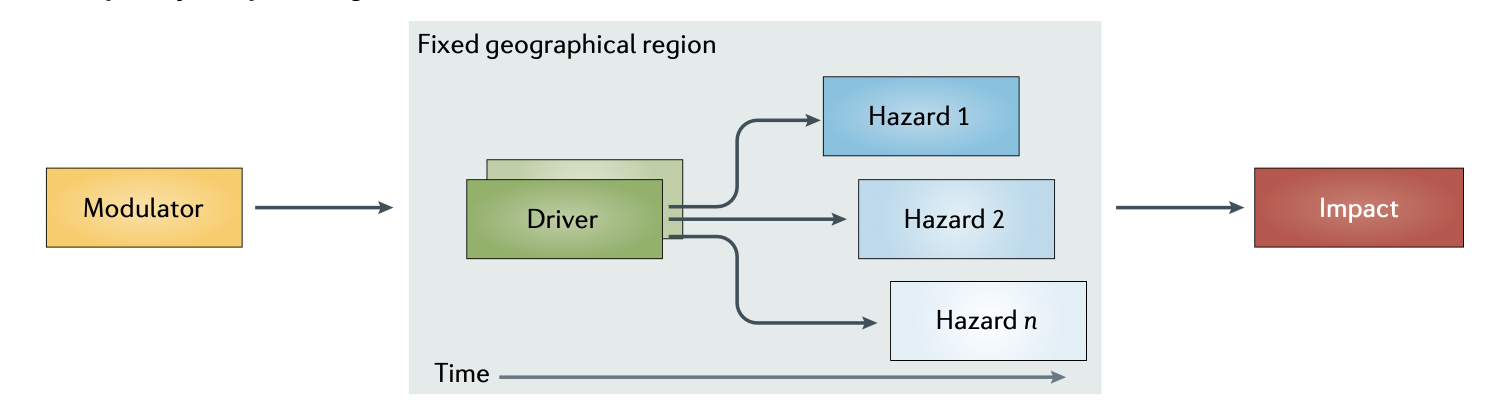 Fixed geographical region
Hazard 1
Modulator
Driver
Hazard 2
Impact
Hazard n
Time